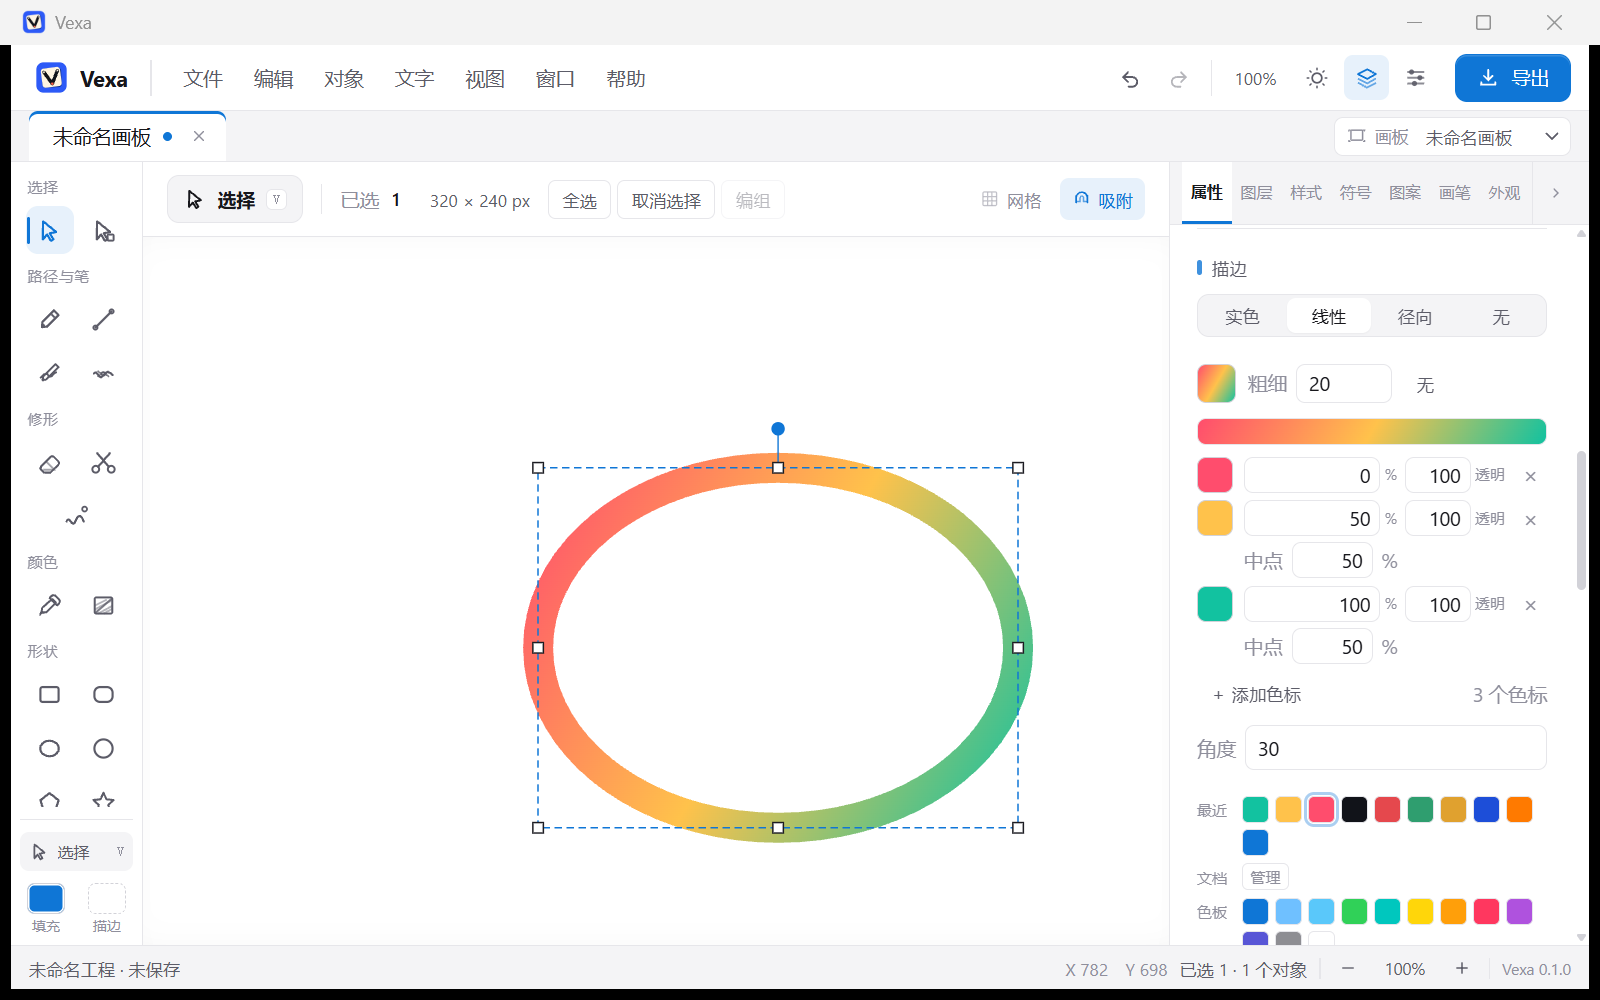 Vexa
Vexa 文件 编辑 对象 文字 视图 窗口 帮助 100% 导出
未命名画板 画板 未命名画板
选择 V 已选 1 320 × 240 px 全选 取消选择 编组 网格 吸附
属性 图层 样式 符号 图案 画笔 外观
选择
路径与笔
修形
颜色
形状
选择 V
填充 描边
描边
实色 线性 径向 无
粗细 20 无
0 % 100 透明 ×
50 % 100 透明 ×
中点 50 %
100 % 100 透明 ×
中点 50 %
+ 添加色标 3 个色标
角度 30
最近
文档 管理
色板
未命名工程 · 未保存 X 782 Y 698 已选 1 · 1 个对象 − 100% + Vexa 0.1.0